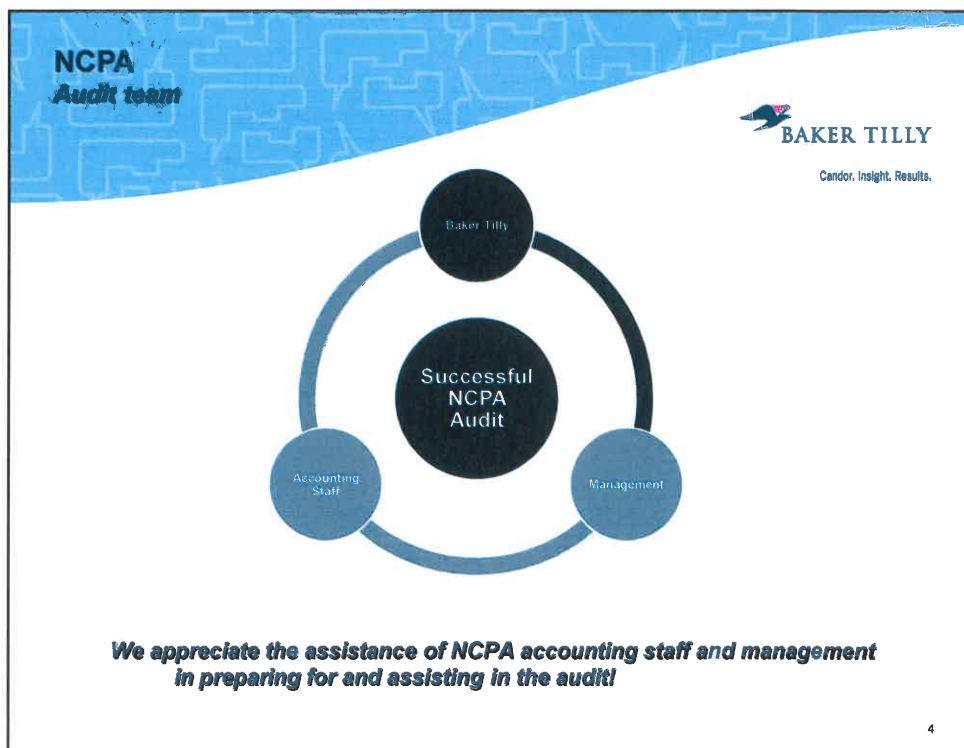 NCPA
Audit team
BAKER TILLY
Candor. Insight. Results.
Baker Tilly
Successful
NCPA
Audit
Accounting
Staff
Management
We appreciate the assistance of NCPA accounting staff and management
in preparing for and assisting in the audit!
4